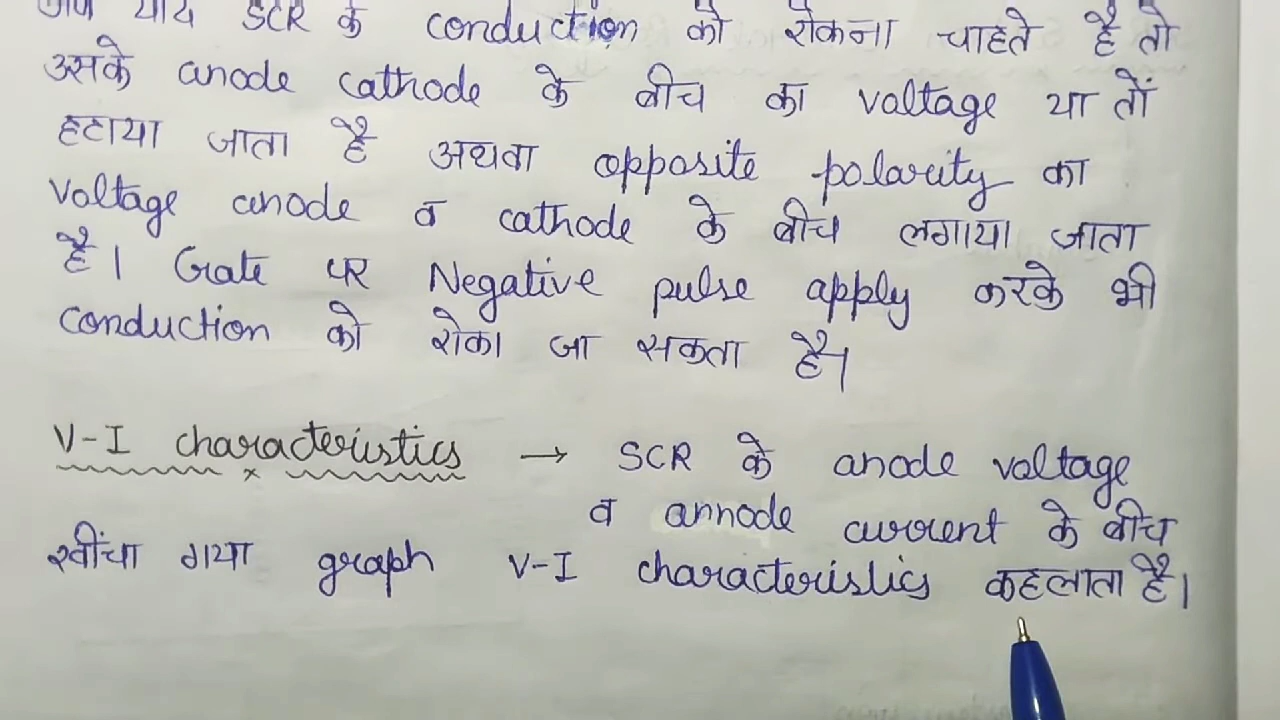 अब यदि SCR के conduction को रोकना चाहते है तो
उसके anode cathode के बीच का voltage या तों
हटाया जाता है अथवा opposite polarity का
voltage anode व cathode के बीच लगाया जाता
है। Gate पर Negative pulse apply करके भी
conduction को रोका जा सकता है।
V-I characteristics → SCR के anode voltage
व annode current के बीच
खींचा गया graph V-I characteristics कहलाता है।